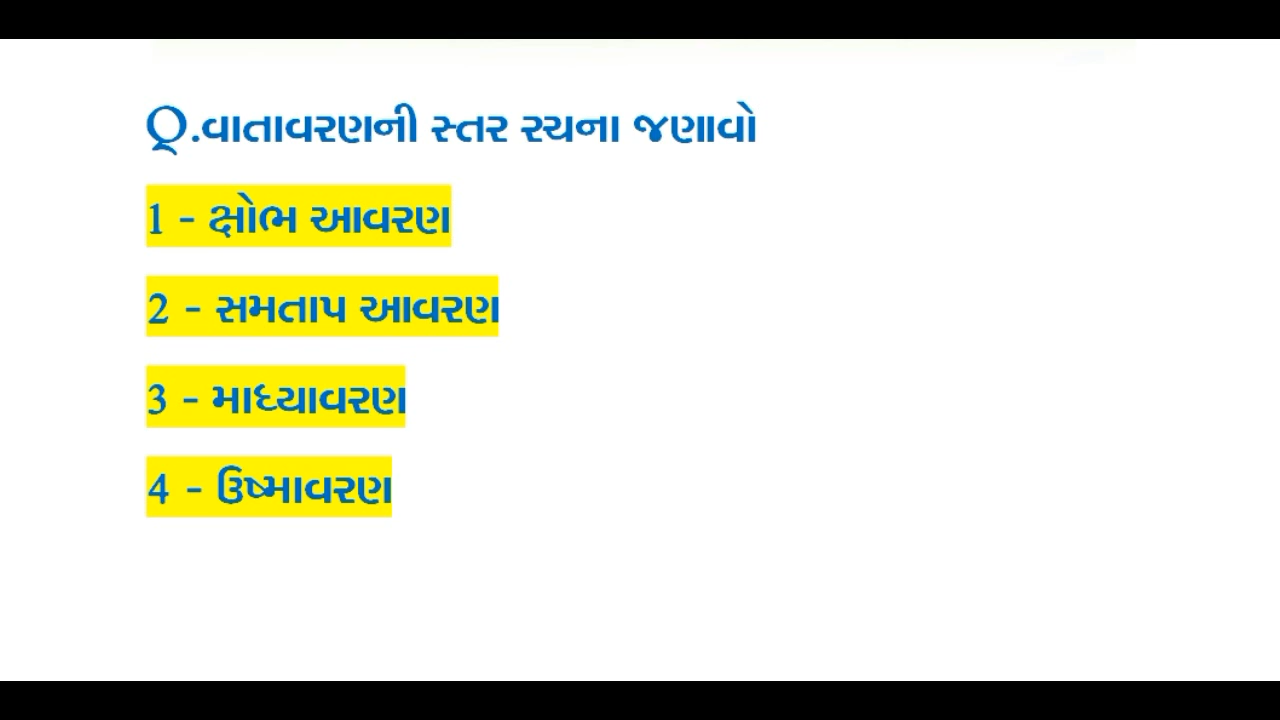 Q.વાતાવરણની સ્તર રચના જણાવો
1 - ક્ષોભ આવરણ
2 - સમતાપ આવરણ
3 - માધ્યાવરણ
4 - ઉષ્માવરણ